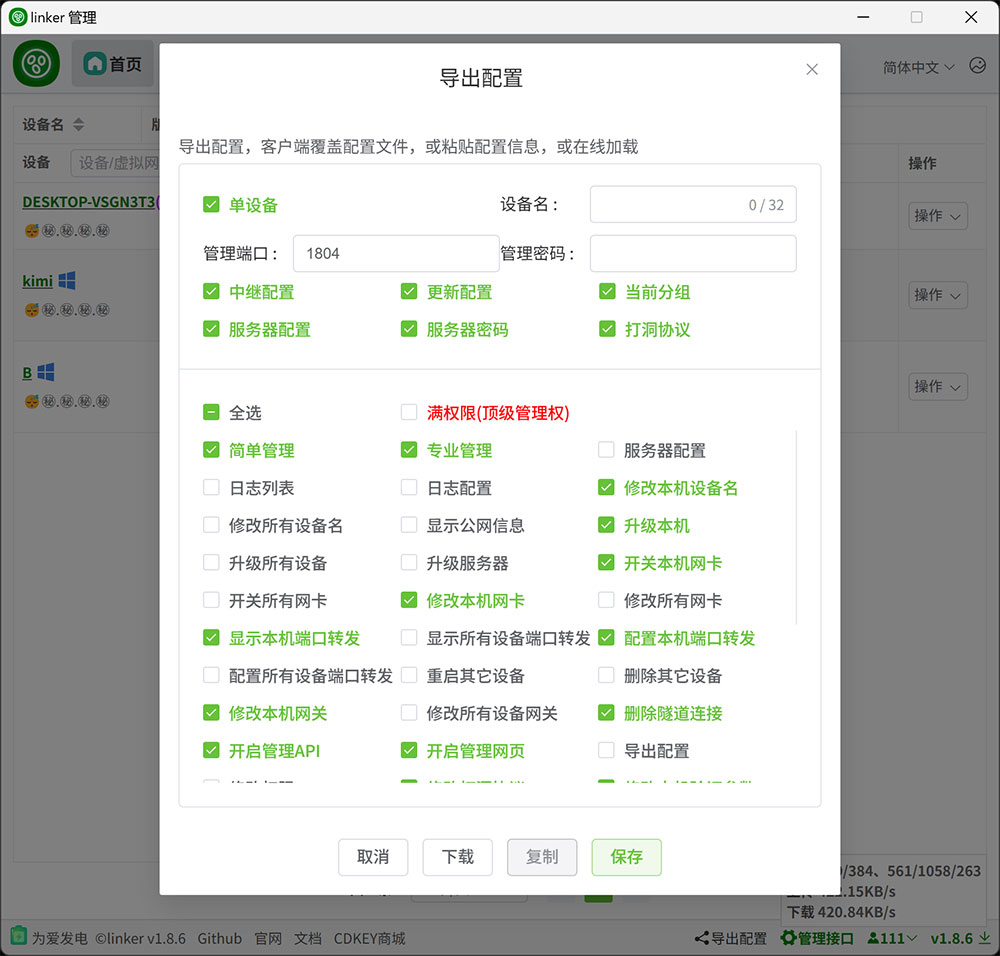 linker 管理
首页
简体中文
导出配置
设备名
导出配置，客户端覆盖配置文件，或粘贴配置信息，或在线加载
设备 设备/虚拟网 操作
单设备 设备名： 0 / 32
DESKTOP-VSGN3T3
操作
管理端口： 1804 管理密码：
kimi
中继配置 更新配置 当前分组
操作
服务器配置 服务器密码 打洞协议
B
操作
全选 满权限(顶级管理权)
简单管理 专业管理 服务器配置
日志列表 日志配置 修改本机设备名
修改所有设备名 显示公网信息 升级本机
升级所有设备 升级服务器 开关本机网卡
开关所有网卡 修改本机网卡 修改所有网卡
显示本机端口转发 显示所有设备端口转发 配置本机端口转发
配置所有设备端口转发 重启其它设备 删除其它设备
修改本机网关 修改所有设备网关 删除隧道连接
开启管理API 开启管理网页 导出配置
取消 下载 复制 保存
/384、561/1058/263
.15KB/s
下载 420.84KB/s
为爱发电 ©linker v1.8.6 Github 官网 文档 CDKEY商城 导出配置 管理接口 111 v1.8.6